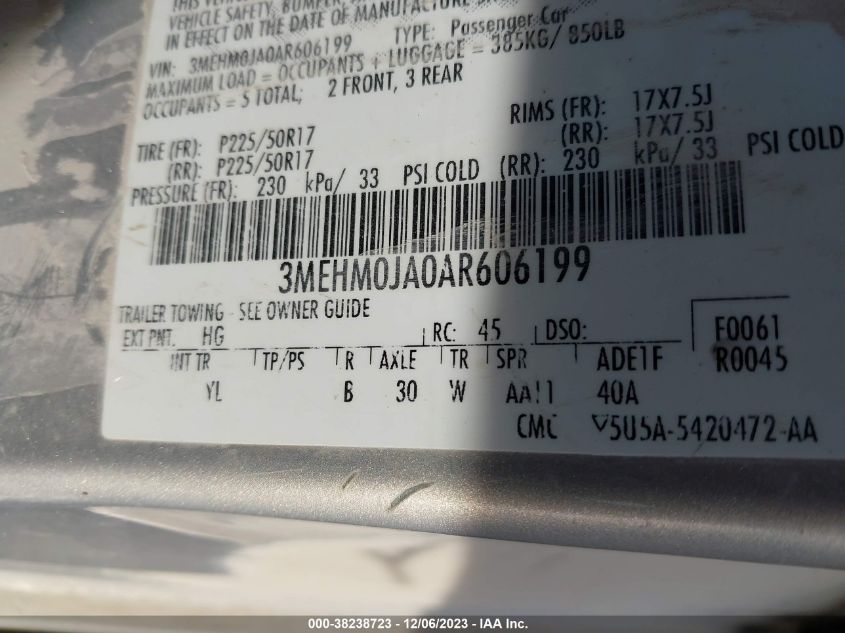 THIS VEH
VEHICLE SAFETY, BUMPER,
IN EFFECT ON THE DATE OF MANUFACTURE
VIN: 3MEHM0JA0AR606199 TYPE: Passenger Car
MAXIMUM LOAD = OCCUPANTS + LUGGAGE = 385KG/ 850LB
OCCUPANTS = 5 TOTAL; 2 FRONT, 3 REAR
TIRE (FR): P225/50R17 RIMS (FR): 17X7.5J
(RR): P225/50R17 (RR): 17X7.5J
PRESSURE (FR): 230 kPa/ 33 PSI COLD (RR): 230 kPa/ 33 PSI COLD
3MEHM0JA0AR606199
TRAILER TOWING - SEE OWNER GUIDE
EXT PNT: HG RC: 45 DSO: F0061
INT TR TP/PS R AXLE TR SPR ADE1F R0045
YL B 30 W 40A
CMC 5U5A-5420472-AA
000-38238723 - 12/06/2023 - IAA Inc.